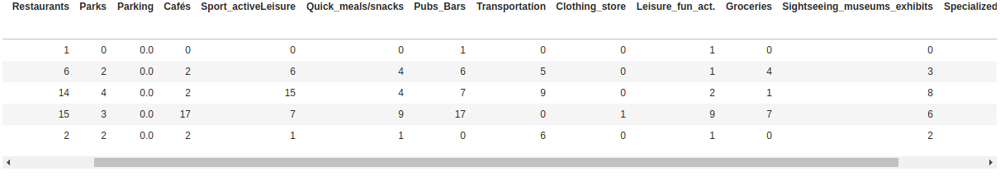 Restaurants Parks Parking Cafés Sport_activeLeisure Quick_meals/snacks Pubs_Bars Transportation Clothing_store Leisure_fun_act. Groceries Sightseeing_museums_exhibits Specialized
1 0 0.0 0 0 0 1 0 0 1 0 0
6 2 0.0 2 6 4 6 5 0 1 4 3
14 4 0.0 2 15 4 7 9 0 2 1 8
15 3 0.0 17 7 9 17 0 1 9 7 6
2 2 0.0 2 1 1 0 6 0 1 0 2